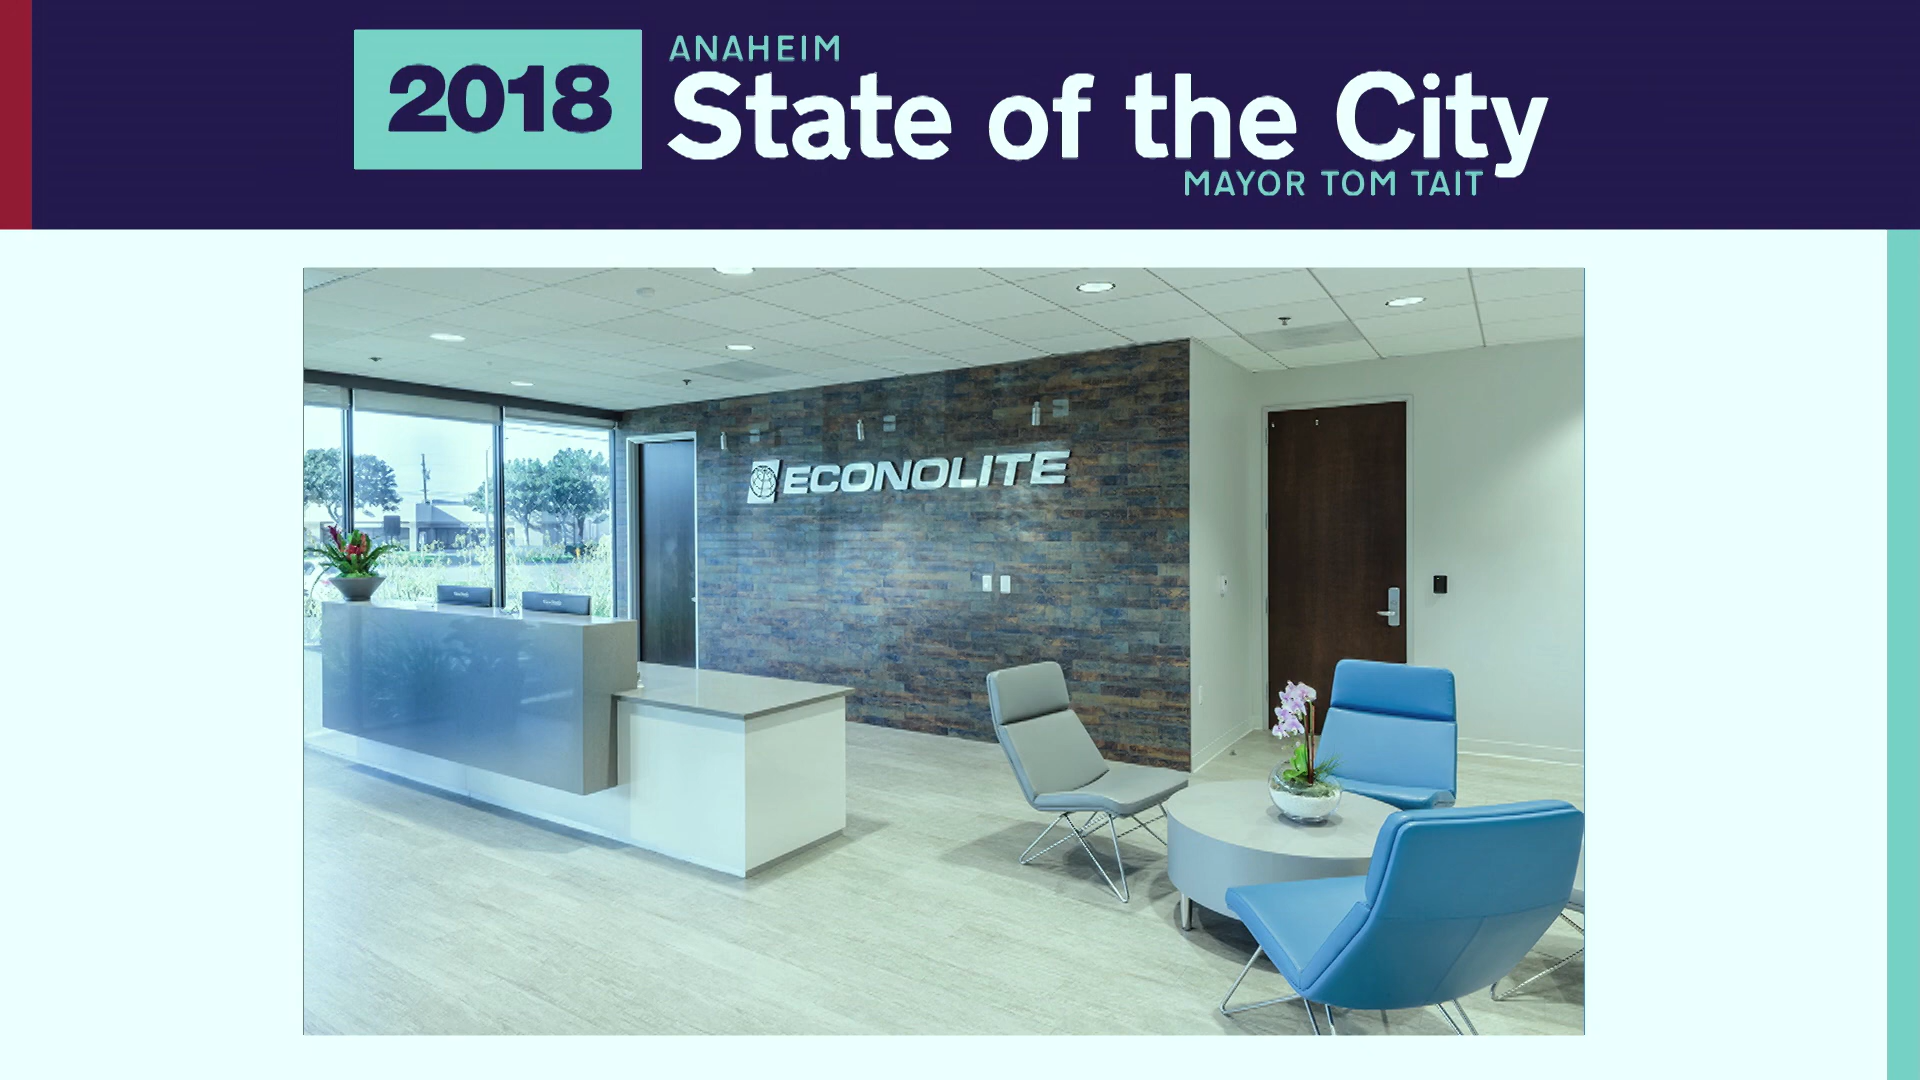 2018
ANAHEIM
State of the City
MAYOR TOM TAIT
ECONOLITE